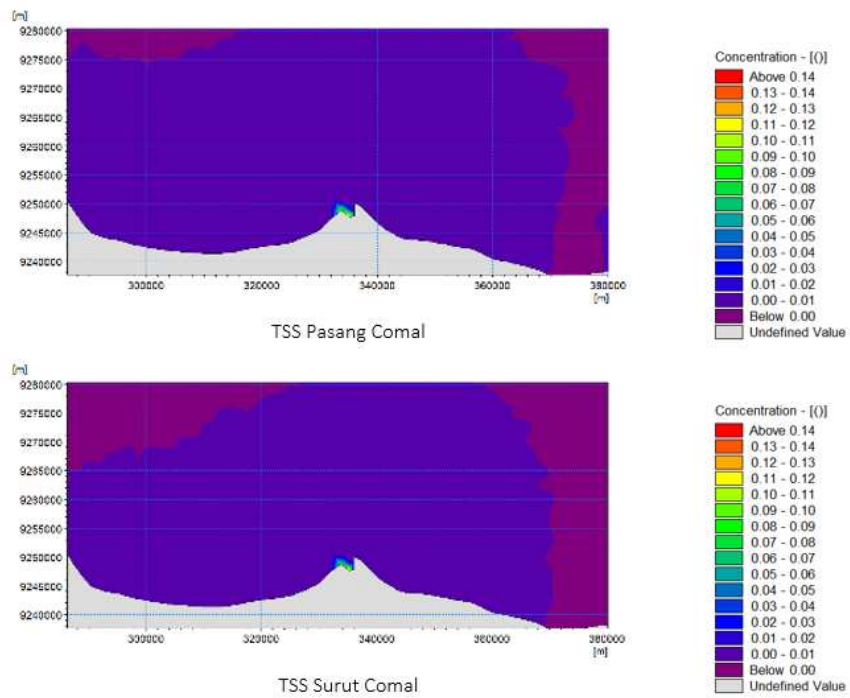 [m]
9280000
9275000
9270000
9265000
9260000
9255000
9250000
9245000
9240000
300000 320000 340000 360000 380000
[m]
Concentration - [()]
Above 0.14
0.13 - 0.14
0.12 - 0.13
0.11 - 0.12
0.10 - 0.11
0.09 - 0.10
0.08 - 0.09
0.07 - 0.08
0.06 - 0.07
0.05 - 0.06
0.04 - 0.05
0.03 - 0.04
0.02 - 0.03
0.01 - 0.02
0.00 - 0.01
Below 0.00
Undefined Value
TSS Pasang Comal
[m]
9280000
9275000
9270000
9265000
9260000
9255000
9250000
9245000
9240000
300000 320000 340000 360000 380000
[m]
Concentration - [()]
Above 0.14
0.13 - 0.14
0.12 - 0.13
0.11 - 0.12
0.10 - 0.11
0.09 - 0.10
0.08 - 0.09
0.07 - 0.08
0.06 - 0.07
0.05 - 0.06
0.04 - 0.05
0.03 - 0.04
0.02 - 0.03
0.01 - 0.02
0.00 - 0.01
Below 0.00
Undefined Value
TSS Surut Comal